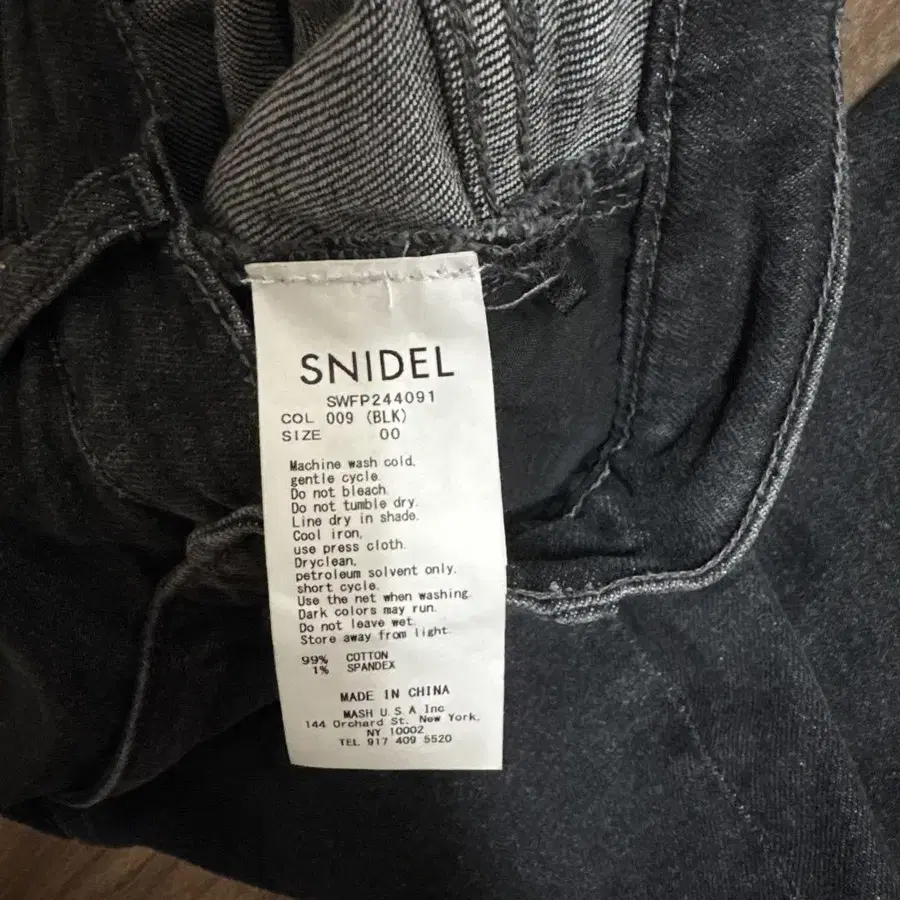 SNIDEL
SWFP244091
COL 009 (BLK)
SIZE 00
Machine wash cold,
gentle cycle.
Do not bleach.
Do not tumble dry.
Line dry in shade.
Cool iron,
use press cloth.
Dryclean,
petroleum solvent only.
short cycle.
Use the net when washing.
Dark colors may run.
Do not leave wet.
Store away from light.
99% COTTON
1% SPANDEX
MADE IN CHINA
MASH U.S.A Inc
144 Orchard St. New York,
NY 10002
TEL 917 409 5520